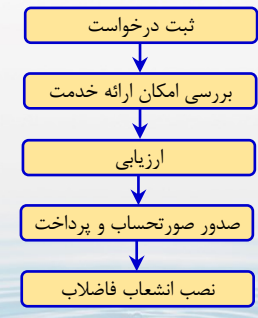 ثبت درخواست
بررسی امکان ارائه خدمت
ارزیابی
صدور صورتحساب و پرداخت
نصب انشعاب فاضلاب